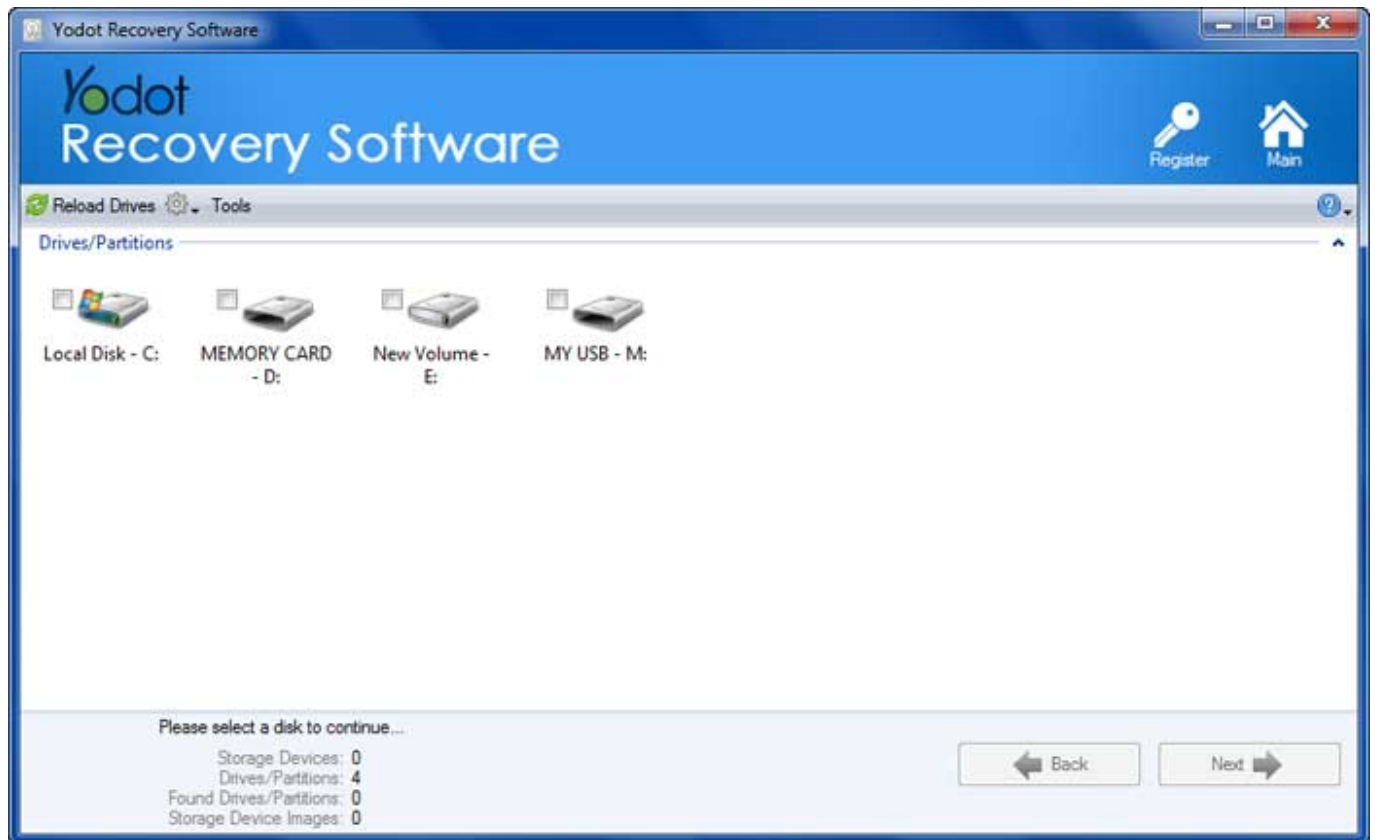 Yodot Recovery Software
Yodot
Recovery Software
Register
Main
Reload Drives
Tools
Drives/Partitions
Local Disk - C:
MEMORY CARD
- D:
New Volume -
E:
MY USB - M:
Please select a disk to continue...
Storage Devices: 0
Drives/Partitions: 4
Found Drives/Partitions: 0
Storage Device Images: 0
Back
Next